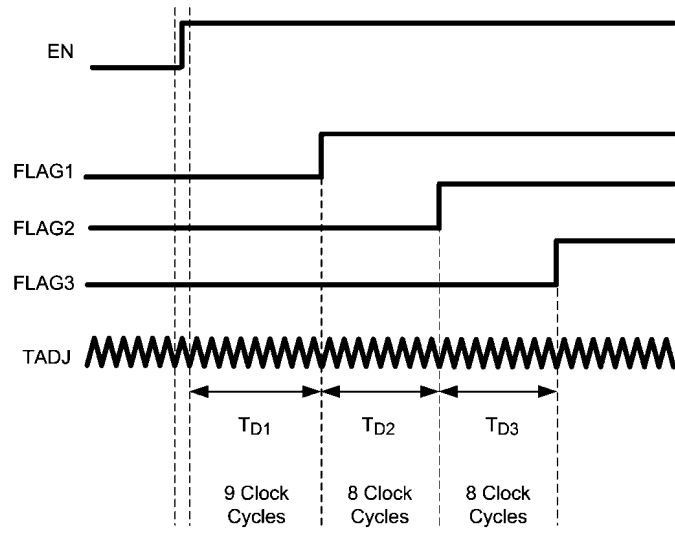 EN
FLAG1
FLAG2
FLAG3
TADJ
TD1 TD2 TD3
9 Clock 8 Clock 8 Clock
Cycles Cycles Cycles